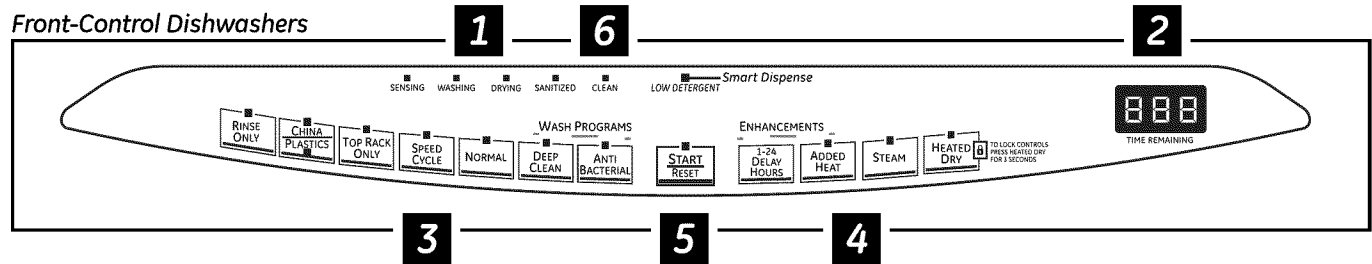 Front-Control Dishwashers
1
6
2
SENSING WASHING DRYING SANITIZED CLEAN
LOW DETERGENT
Smart Dispense
888
TIME REMAINING
WASH PROGRAMS
ENHANCEMENTS
RINSE
ONLY
CHINA
PLASTICS
TOP RACK
ONLY
SPEED
CYCLE
NORMAL
DEEP
CLEAN
ANTI
BACTERIAL
START
RESET
1-24
DELAY
HOURS
ADDED
HEAT
STEAM
HEATED
DRY
TO LOCK CONTROLS
PRESS HEATED DRY
FOR 3 SECONDS
3
5
4